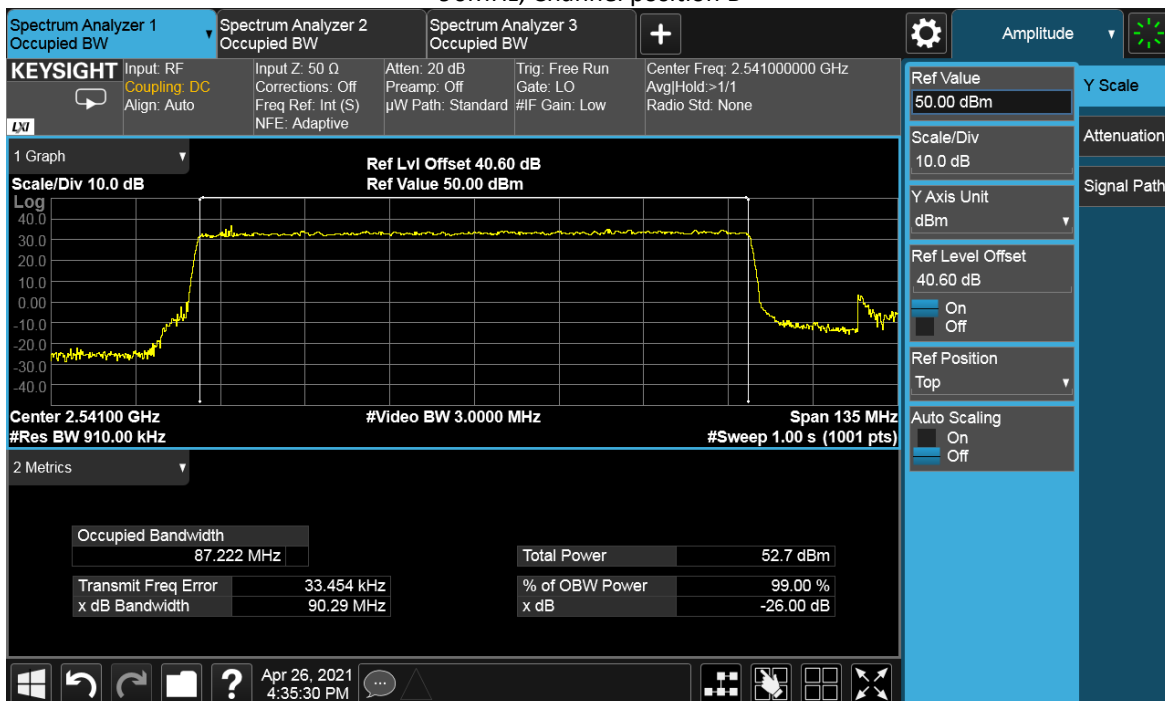 Spectrum Analyzer 1
Occupied BW
Spectrum Analyzer 2
Occupied BW
Spectrum Analyzer 3
Occupied BW
+
Amplitude
KEYSIGHT
LXI
Input: RF
Coupling: DC
Align: Auto
Input Z: 50 Ω
Corrections: Off
Freq Ref: Int (S)
NFE: Adaptive
Atten: 20 dB
Preamp: Off
µW Path: Standard
Trig: Free Run
Gate: LO
#IF Gain: Low
Center Freq: 2.541000000 GHz
Avg|Hold:>1/1
Radio Std: None
1 Graph
Scale/Div 10.0 dB
Ref Lvl Offset 40.60 dB
Ref Value 50.00 dBm
Log
40.0
30.0
20.0
10.0
0.00
-10.0
-20.0
-30.0
-40.0
Center 2.54100 GHz
#Res BW 910.00 kHz
#Video BW 3.0000 MHz
Span 135 MHz
#Sweep 1.00 s (1001 pts)
2 Metrics
Occupied Bandwidth
87.222 MHz
Total Power 52.7 dBm
Transmit Freq Error 33.454 kHz
% of OBW Power 99.00 %
x dB Bandwidth 90.29 MHz
x dB -26.00 dB
Ref Value
50.00 dBm
Scale/Div
10.0 dB
Y Axis Unit
dBm
Ref Level Offset
40.60 dB
On
Off
Ref Position
Top
Auto Scaling
On
Off
Y Scale
Attenuation
Signal Path
?
Apr 26, 2021
4:35:30 PM